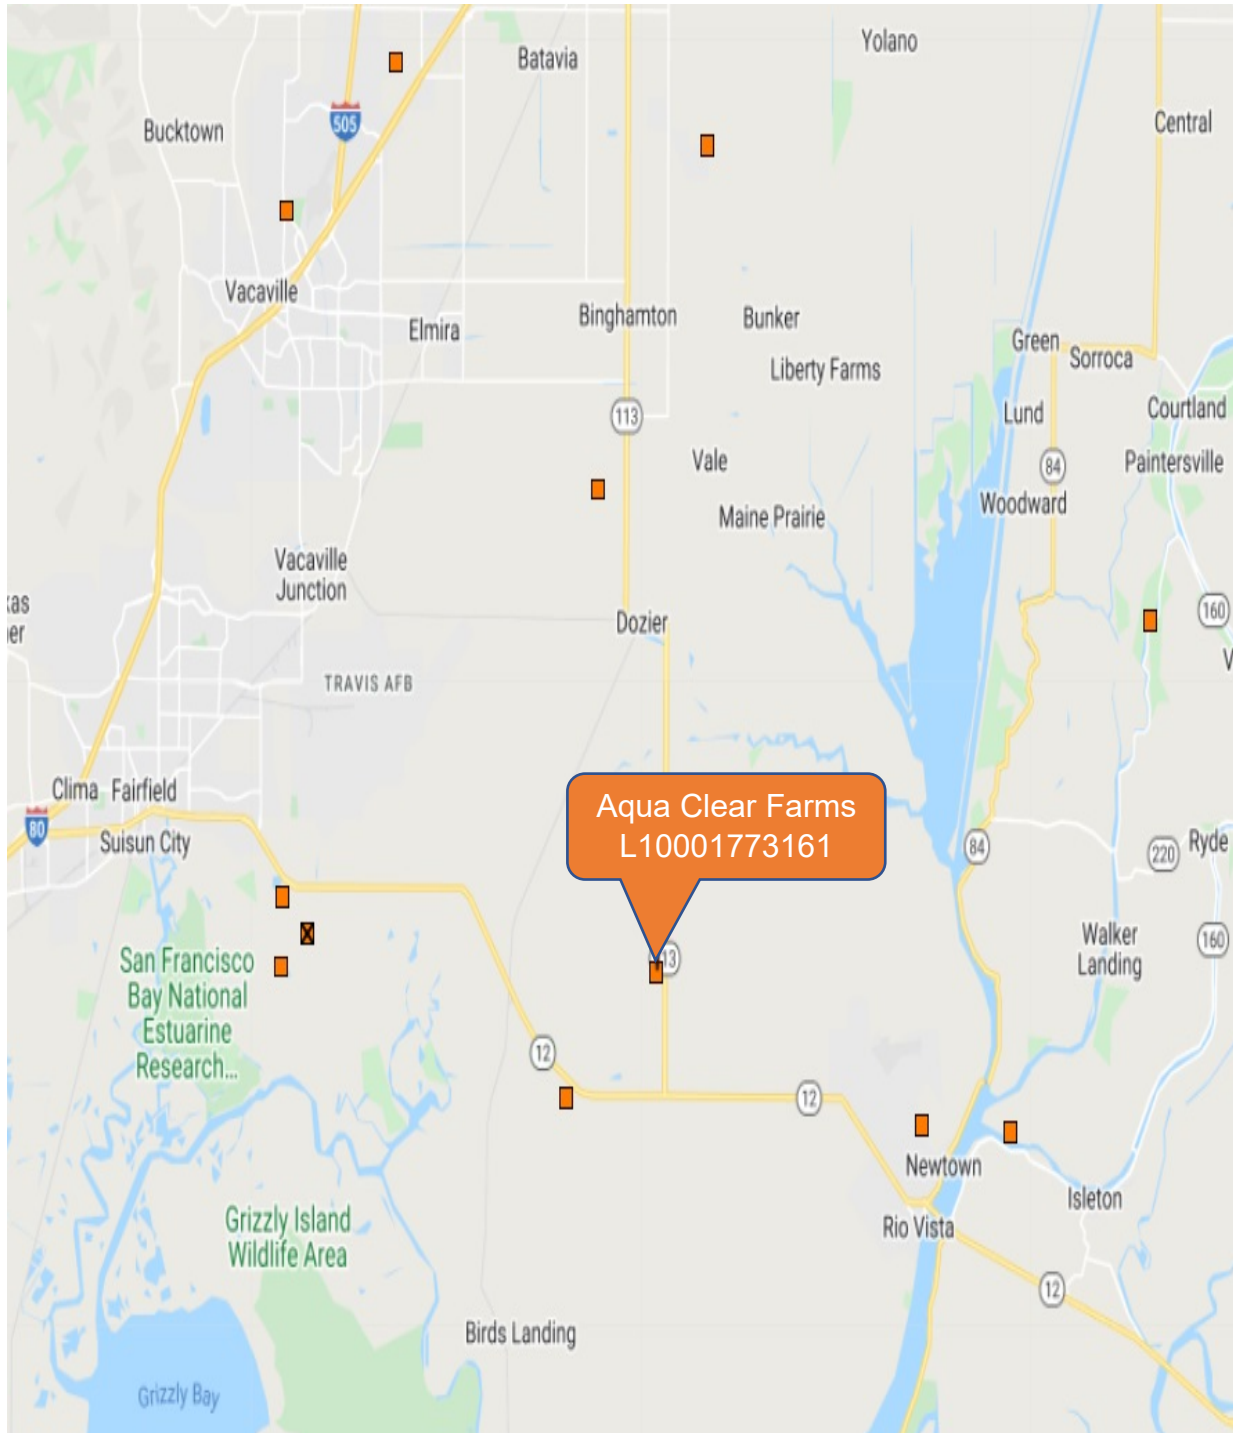 Batavia
Yolano
505
Bucktown
Central
Vacaville
Elmira
Binghamton
Bunker
Green
Sorroca
Liberty Farms
113
Lund
Courtland
Vale
84
Paintersville
Woodward
Maine Prairie
Vacaville
Junction
160
Dozier
TRAVIS AFB
Clima
Fairfield
Aqua Clear Farms
L10001773161
80
Suisun City
84
220
Ryde
Walker
Landing
160
San Francisco
Bay National
Estuarine
Research...
12
12
Newtown
Isleton
Grizzly Island
Wildlife Area
Rio Vista
12
Birds Landing
Grizzly Bay